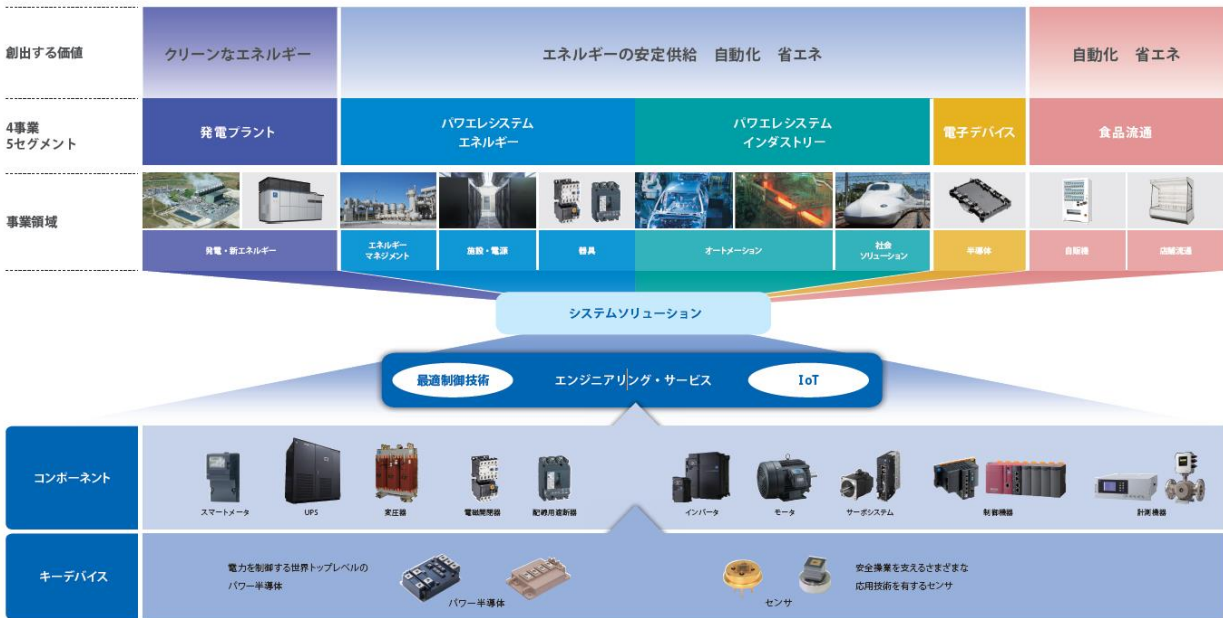 創出する価値
クリーンなエネルギー
エネルギーの安定供給 自動化 省エネ
自動化 省エネ
4事業
5セグメント
発電プラント
パワエレシステム
エネルギー
パワエレシステム
インダストリー
電子デバイス
食品流通
事業領域
発電・新エネルギー
エネルギー
マネジメント
施設・電源
器具
オートメーション
社会
ソリューション
半導体
自販機
店舗流通
システムソリューション
最適制御技術
エンジニアリング・サービス
IoT
コンポーネント
スマートメータ
UPS
変圧器
電磁開閉器
配線用遮断器
インバータ
モータ
サーボシステム
制御機器
計測機器
キーデバイス
電力を制御する世界トップレベルの
パワー半導体
パワー半導体
センサ
安全操業を支えるさまざまな
応用技術を有するセンサ